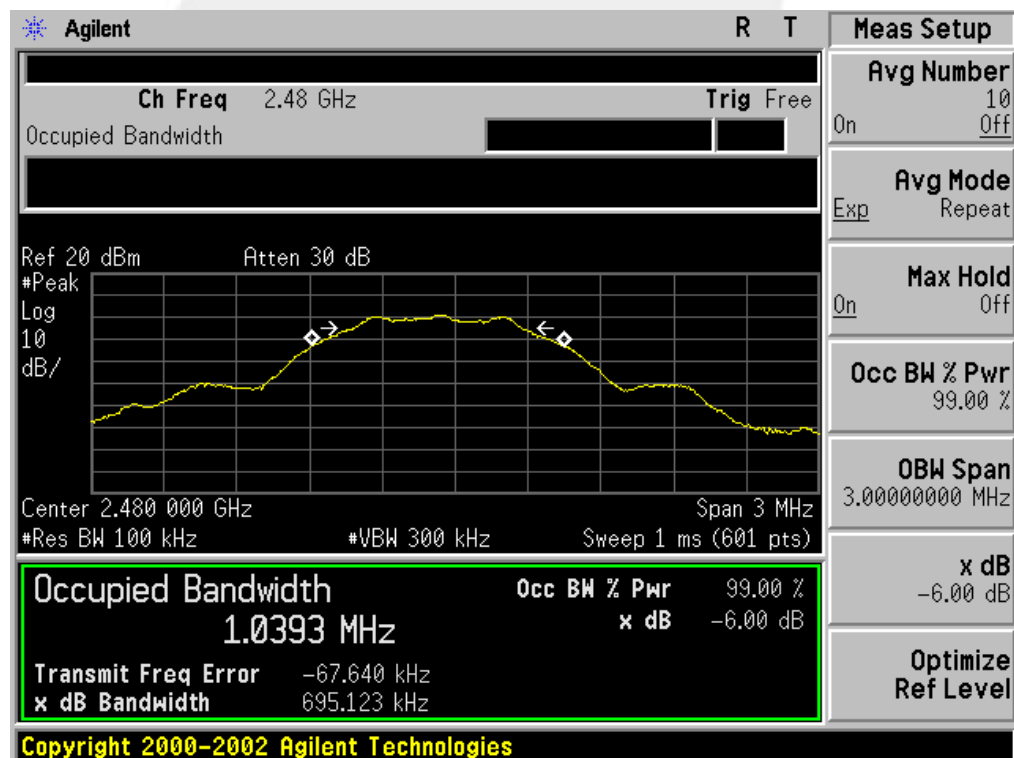 Agilent R T
Ch Freq 2.48 GHz Trig Free
Occupied Bandwidth
Ref 20 dBm Atten 30 dB
#Peak
Log
10
dB/
Center 2.480 000 GHz Span 3 MHz
#Res BW 100 kHz #VBW 300 kHz Sweep 1 ms (601 pts)
Occupied Bandwidth Occ BW % Pwr 99.00 %
1.0393 MHz x dB -6.00 dB
Transmit Freq Error -67.640 kHz
x dB Bandwidth 695.123 kHz
Copyright 2000-2002 Agilent Technologies
Meas Setup
Avg Number
10
On Off
Avg Mode
Exp Repeat
Max Hold
On Off
Occ BW % Pwr
99.00 %
OBW Span
3.00000000 MHz
x dB
-6.00 dB
Optimize
Ref Level